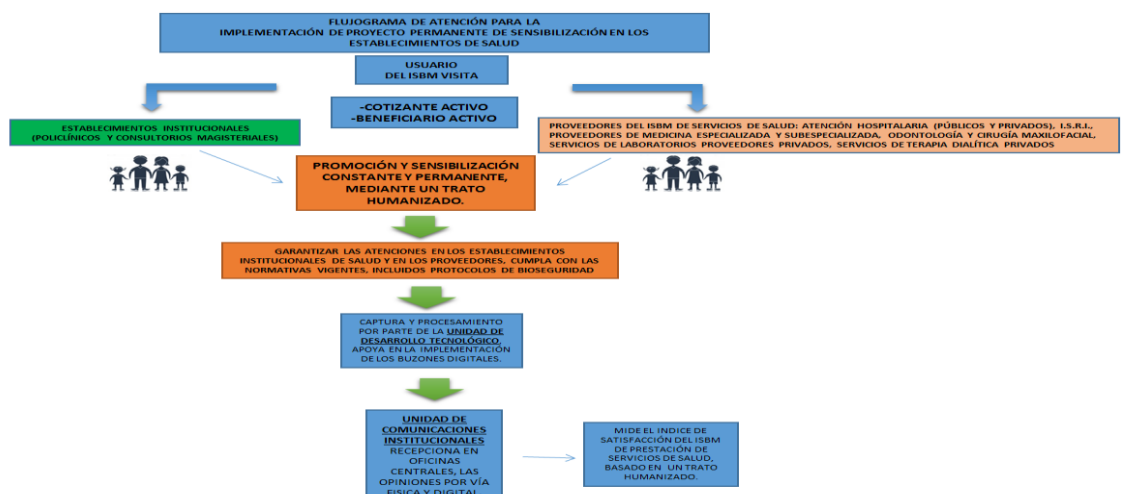 FLUJOGRAMA DE ATENCIÓN PARA LA
IMPLEMENTACIÓN DE PROYECTO PERMANENTE DE SENSIBILIZACIÓN EN LOS
ESTABLECIMIENTOS DE SALUD
USUARIO
DEL ISBM VISITA
-COTIZANTE ACTIVO
-BENEFICIARIO ACTIVO
ESTABLECIMIENTOS INSTITUCIONALES
(POLICLÍNICOS Y CONSULTORIOS MAGISTERIALES)
PROVEEDORES DEL ISBM DE SERVICIOS DE SALUD: ATENCIÓN HOSPITALARIA (PÚBLICOS Y PRIVADOS), I.S.R.I.,
PROVEEDORES DE MEDICINA ESPECIALIZADA Y SUBESPECIALIZADA, ODONTOLOGÍA Y CIRUGÍA MAXILOFACIAL,
SERVICIOS DE LABORATORIOS PROVEEDORES PRIVADOS, SERVICIOS DE TERAPIA DIALÍTICA PRIVADOS
PROMOCIÓN Y SENSIBILIZACIÓN
CONSTANTE Y PERMANENTE,
MEDIANTE UN TRATO
HUMANIZADO.
GARANTIZAR LAS ATENCIONES EN LOS ESTABLECIMIENTOS
INSTITUCIONALES DE SALUD Y EN LOS PROVEEDORES, CUMPLA CON LAS
NORMATIVAS VIGENTES, INCLUIDOS PROTOCOLOS DE BIOSEGURIDAD
CAPTURA Y PROCESAMIENTO
POR PARTE DE LA UNIDAD DE
DESARROLLO TECNOLÓGICO,
APOYA EN LA IMPLEMENTACIÓN
DE LOS BUZONES DIGITALES.
UNIDAD DE
COMUNICACIONES
INSTITUCIONALES
RECEPCIONA EN
OFICINAS
CENTRALES, LAS
OPINIONES POR VÍA
FISICA Y DIGITAL
MIDE EL INDICE DE
SATISFACCIÓN DEL ISBM
DE PRESTACIÓN DE
SERVICIOS DE SALUD,
BASADO EN UN TRATO
HUMANIZADO.